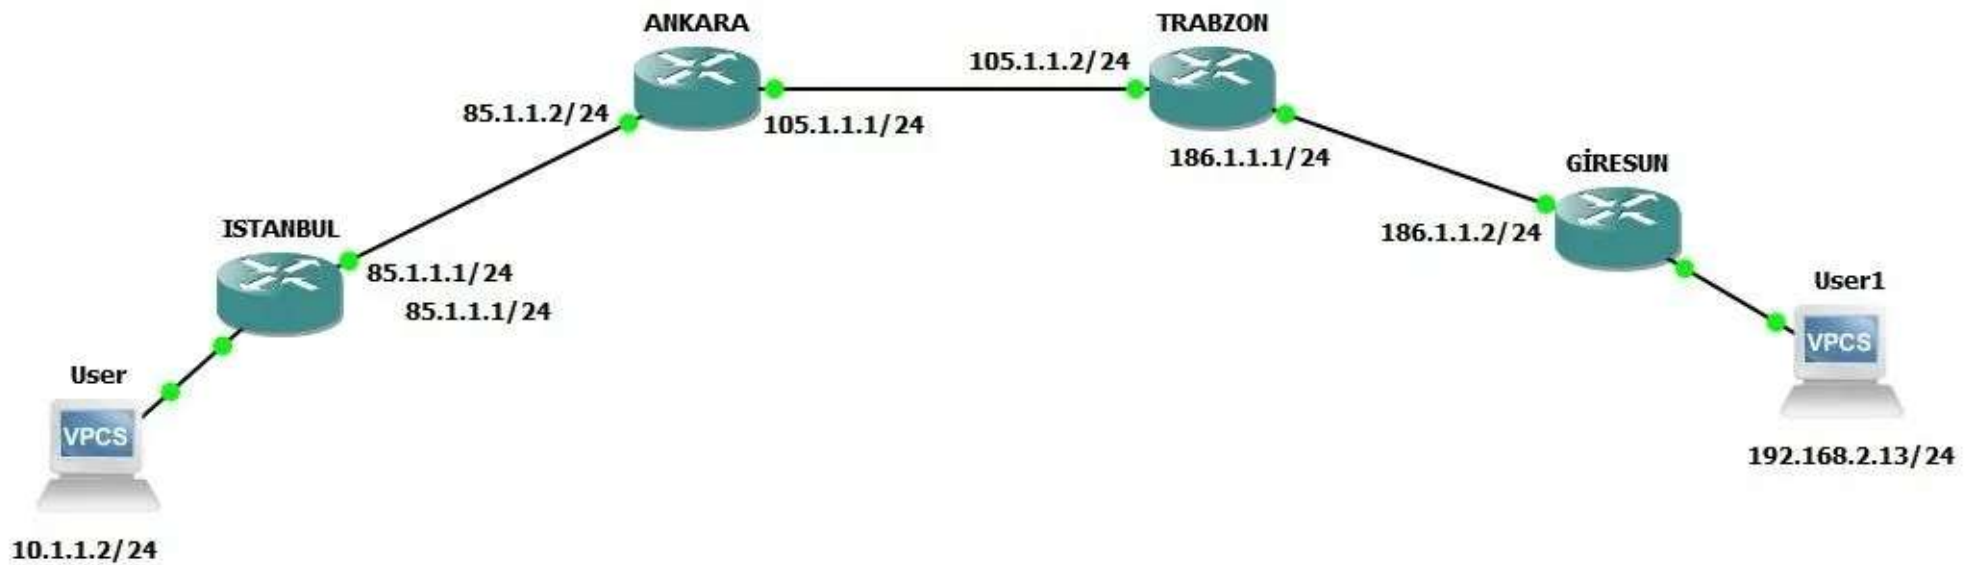 ANKARA
TRABZON
105.1.1.2/24
85.1.1.2/24
105.1.1.1/24
186.1.1.1/24
GİRESUN
ISTANBUL
186.1.1.2/24
85.1.1.1/24
User1
85.1.1.1/24
VPCS
User
VPCS
192.168.2.13/24
10.1.1.2/24